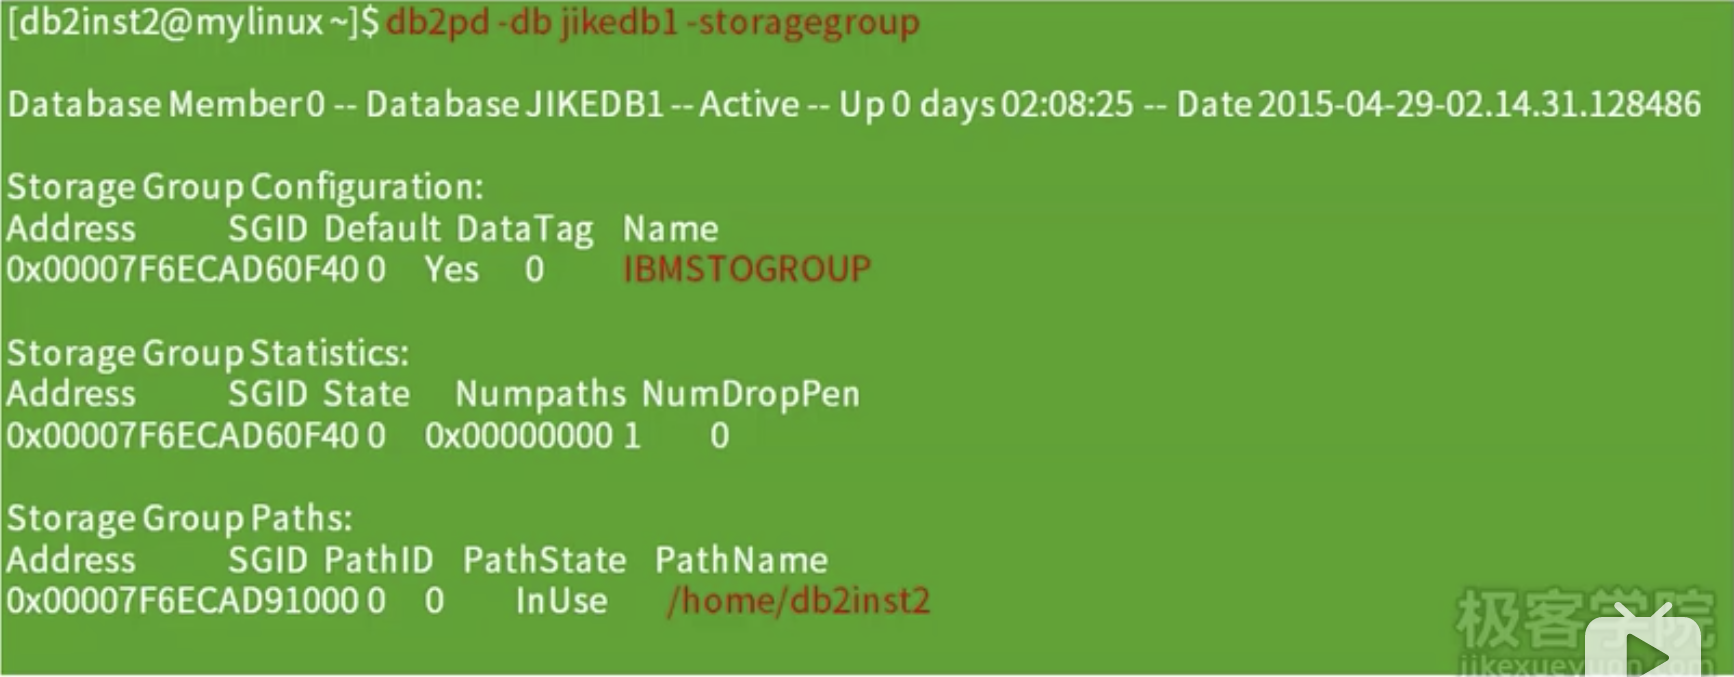 [db2inst2@mylinux ~]$ db2pd -db jikedb1 -storagegroup
Database Member 0 -- Database JIKEDB1 -- Active -- Up 0 days 02:08:25 -- Date 2015-04-29-02.14.31.128486
Storage Group Configuration:
Address SGID Default DataTag Name
0x00007F6ECAD60F40 0 Yes 0 IBMSTOGROUP
Storage Group Statistics:
Address SGID State Numpaths NumDropPen
0x00007F6ECAD60F40 0 0x00000000 1 0
Storage Group Paths:
Address SGID PathID PathState PathName
0x00007F6ECAD91000 0 0 InUse /home/db2inst2
极客学院